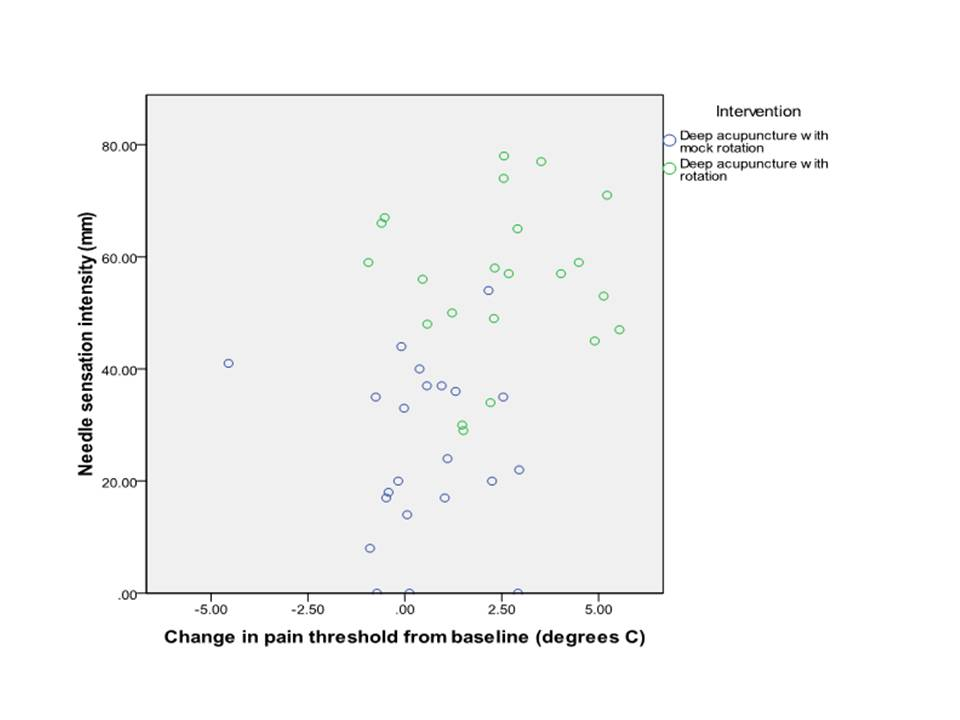 Intervention
Deep acupuncture with
mock rotation
Deep acupuncture with
rotation
80.00
60.00
40.00
20.00
.00
Needle sensation intensity (mm)
-5.00 -2.50 .00 2.50 5.00
Change in pain threshold from baseline (degrees C)